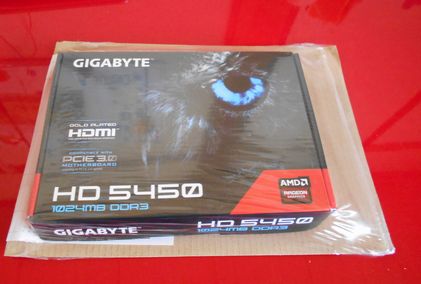 GIGABYTE
GOLD PLATED
HDMI
COMPATIBLE WITH
PCIE 3.0
MOTHERBOARD
AMD
RADEON
GRAPHICS
HD 5450
1024MB DDR3
HD 5450
GIGABYTE
1024MB DDR3